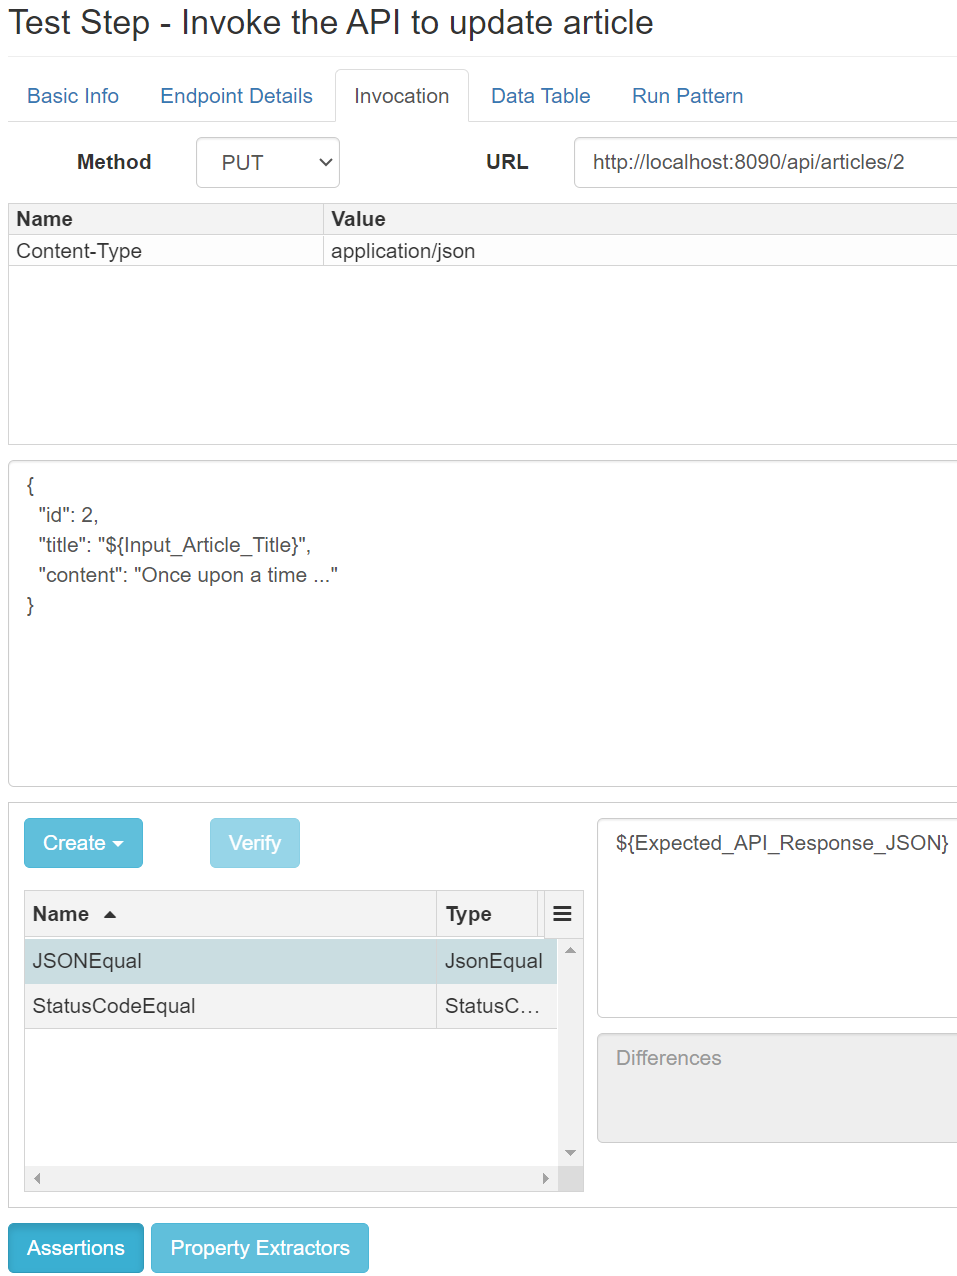 Test Step - Invoke the API to update article
Basic Info Endpoint Details Invocation Data Table Run Pattern
Method PUT URL http://localhost:8090/api/articles/2
Name Value
Content-Type application/json
{
"id": 2,
"title": "${Input_Article_Title}",
"content": "Once upon a time ..."
}
Create Verify
${Expected_API_Response_JSON}
Name Type
JSONEqual JsonEqual
StatusCodeEqual StatusC...
Differences
Assertions Property Extractors